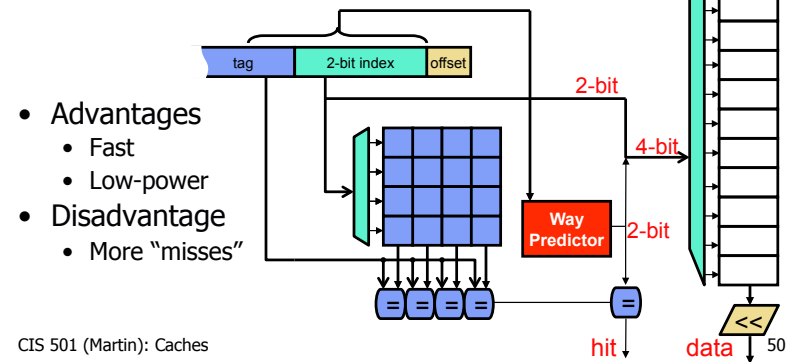 tag 2-bit index offset
2-bit
• Advantages
• Fast
• Low-power
• Disadvantage
• More “misses”
4-bit
Way
Predictor
2-bit
= = = = =
<<
CIS 501 (Martin): Caches
hit data 50